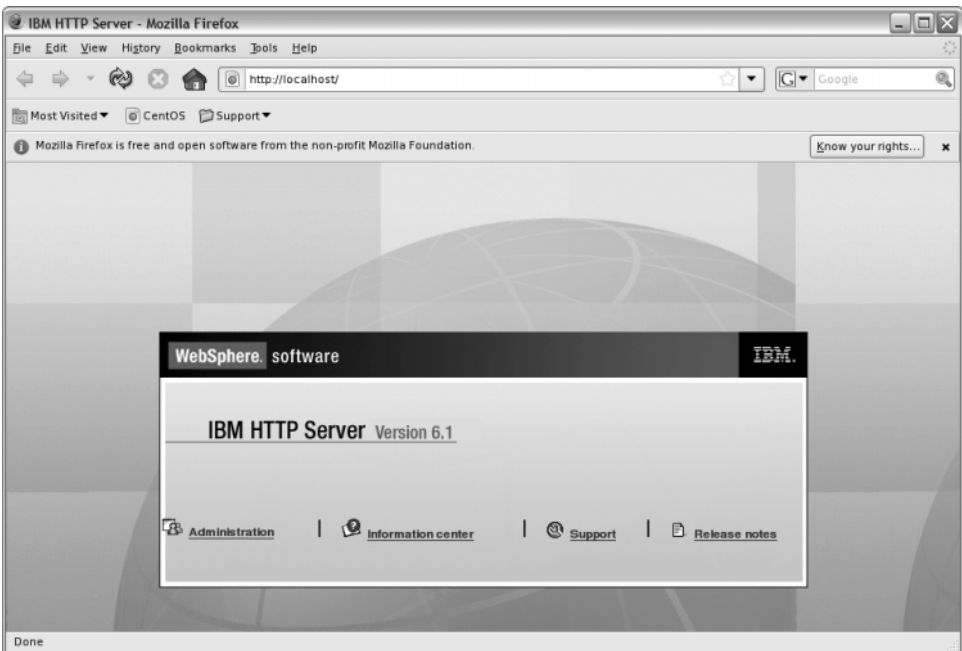 IBM HTTP Server - Mozilla Firefox
File Edit View History Bookmarks Tools Help
http://localhost/
G Google
Most Visited CentOS Support
Mozilla Firefox is free and open software from the non-profit Mozilla Foundation.
Know your rights...
WebSphere. software
IBM.
IBM HTTP Server Version 6.1
Administration | Information center | Support | Release notes
Done